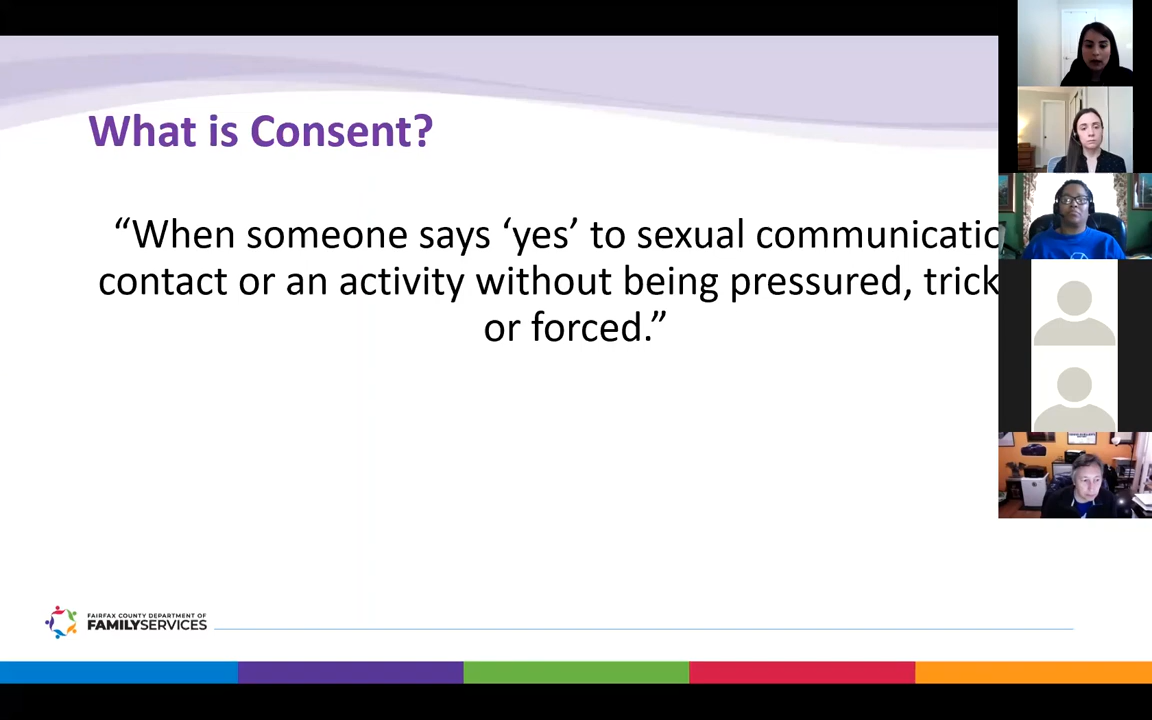 What is Consent?
“When someone says ‘yes’ to sexual communicatio
contact or an activity without being pressured, trick
or forced.”
FAIRFAX COUNTY DEPARTMENT OF
FAMILYSERVICES